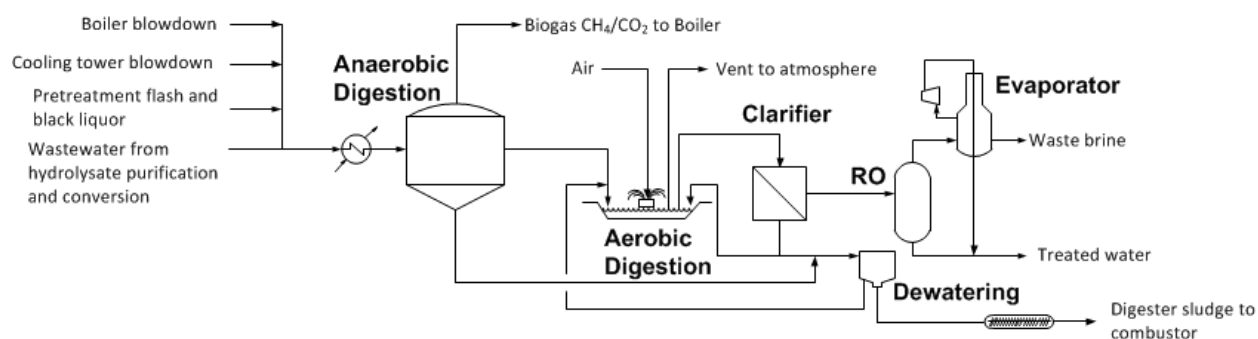 Boiler blowdown
Cooling tower blowdown
Pretreatment flash and
black liquor
Wastewater from
hydrolysate purification
and conversion
Anaerobic
Digestion
Biogas CH₄/CO₂ to Boiler
Air
Vent to atmosphere
Aerobic
Digestion
Clarifier
RO
Evaporator
Waste brine
Treated water
Dewatering
Digester sludge to
combustor